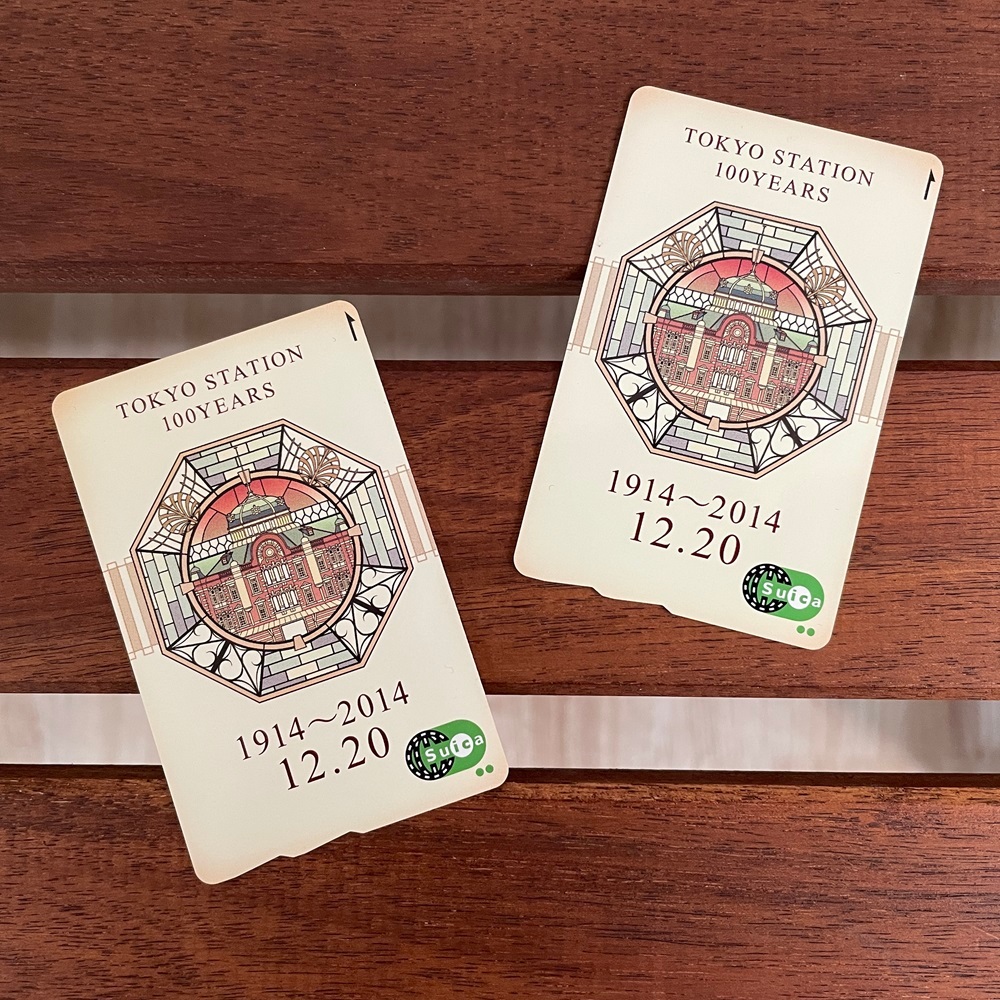 TOKYO STATION
100YEARS
1914～2014
12.20
Suica
TOKYO STATION
100YEARS
1914～2014
12.20
Suica